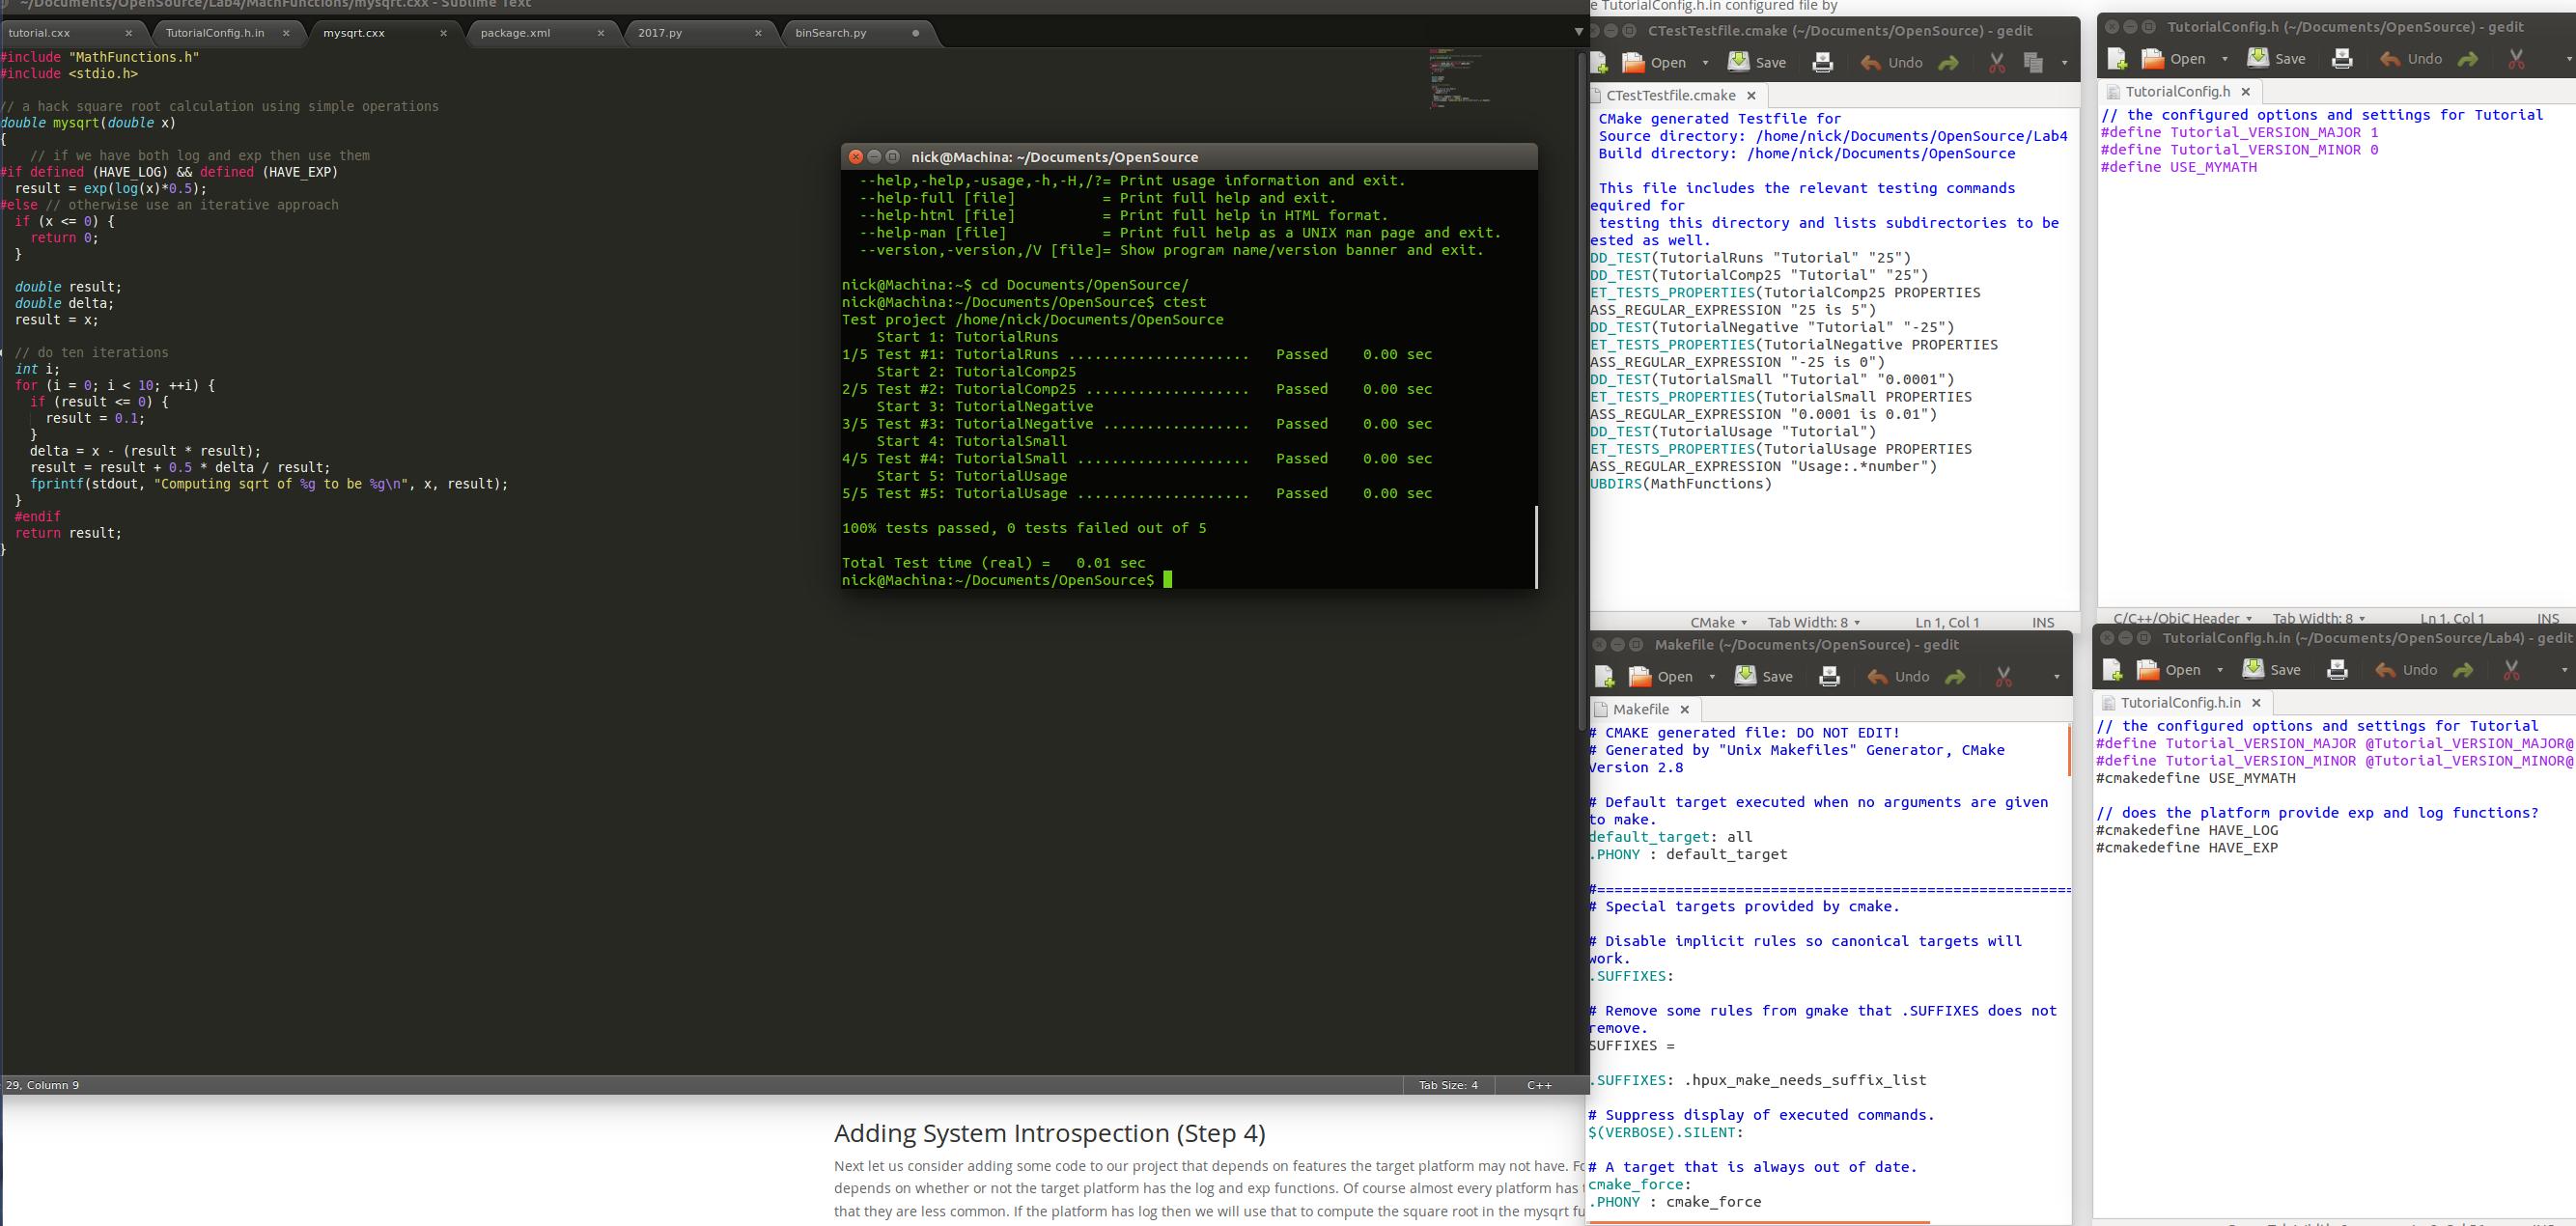 ~/Documents/OpenSource/Lab4/MathFunctions/mysqrt.cxx - Sublime Text
tutorial.cxx
TutorialConfig.h.in
mysqrt.cxx
package.xml
2017.py
binSearch.py
#include "MathFunctions.h"
#include <stdio.h>
// a hack square root calculation using simple operations
double mysqrt(double x)
{
// if we have both log and exp then use them
#if defined (HAVE_LOG) && defined (HAVE_EXP)
result = exp(log(x)*0.5);
#else // otherwise use an iterative approach
if (x <= 0) {
return 0;
}
double result;
double delta;
result = x;
// do ten iterations
int i;
for (i = 0; i < 10; ++i) {
if (result <= 0) {
result = 0.1;
}
delta = x - (result * result);
result = result + 0.5 * delta / result;
fprintf(stdout, "Computing sqrt of %g to be %g\n", x, result);
}
#endif
return result;
}
29, Column 9
Tab Size: 4
C++
nick@Machina: ~/Documents/OpenSource
--help,-help,-usage,-h,-H,/?= Print usage information and exit.
--help-full [file] = Print full help and exit.
--help-html [file] = Print full help in HTML format.
--help-man [file] = Print full help as a UNIX man page and exit.
--version,-version,/V [file]= Show program name/version banner and exit.
nick@Machina:~$ cd Documents/OpenSource/
nick@Machina:~/Documents/OpenSource$ ctest
Test project /home/nick/Documents/OpenSource
Start 1: TutorialRuns
1/5 Test #1: TutorialRuns ..................... Passed 0.00 sec
Start 2: TutorialComp25
2/5 Test #2: TutorialComp25 ................... Passed 0.00 sec
Start 3: TutorialNegative
3/5 Test #3: TutorialNegative ................. Passed 0.00 sec
Start 4: TutorialSmall
4/5 Test #4: TutorialSmall .................... Passed 0.00 sec
Start 5: TutorialUsage
5/5 Test #5: TutorialUsage .................... Passed 0.00 sec
100% tests passed, 0 tests failed out of 5
Total Test time (real) = 0.01 sec
nick@Machina:~/Documents/OpenSource$
Adding System Introspection (Step 4)
Next let us consider adding some code to our project that depends on features the target platform may not have. Fo
depends on whether or not the target platform has the log and exp functions. Of course almost every platform has
that they are less common. If the platform has log then we will use that to compute the square root in the mysqrt fu
e TutorialConfig.h.in configured file by
CTestTestfile.cmake (~/Documents/OpenSource) - gedit
Open Save Undo
CTestTestfile.cmake
CMake generated Testfile for
Source directory: /home/nick/Documents/OpenSource/Lab4
Build directory: /home/nick/Documents/OpenSource
This file includes the relevant testing commands
equired for
testing this directory and lists subdirectories to be
ested as well.
DD_TEST(TutorialRuns "Tutorial" "25")
DD_TEST(TutorialComp25 "Tutorial" "25")
ET_TESTS_PROPERTIES(TutorialComp25 PROPERTIES
ASS_REGULAR_EXPRESSION "25 is 5")
DD_TEST(TutorialNegative "Tutorial" "-25")
ET_TESTS_PROPERTIES(TutorialNegative PROPERTIES
ASS_REGULAR_EXPRESSION "-25 is 0")
DD_TEST(TutorialSmall "Tutorial" "0.0001")
ET_TESTS_PROPERTIES(TutorialSmall PROPERTIES
ASS_REGULAR_EXPRESSION "0.0001 is 0.01")
DD_TEST(TutorialUsage "Tutorial")
ET_TESTS_PROPERTIES(TutorialUsage PROPERTIES
ASS_REGULAR_EXPRESSION "Usage:.*number")
UBDIRS(MathFunctions)
CMake Tab Width: 8 Ln 1, Col 1 INS
TutorialConfig.h (~/Documents/OpenSource) - gedit
Open Save Undo
TutorialConfig.h
// the configured options and settings for Tutorial
#define Tutorial_VERSION_MAJOR 1
#define Tutorial_VERSION_MINOR 0
#define USE_MYMATH
C/C++/ObjC Header Tab Width: 8 Ln 1, Col 1 INS
Makefile (~/Documents/OpenSource) - gedit
Open Save Undo
Makefile
# CMAKE generated file: DO NOT EDIT!
# Generated by "Unix Makefiles" Generator, CMake
Version 2.8
# Default target executed when no arguments are given
to make.
default_target: all
.PHONY : default_target
#=======================================================
# Special targets provided by cmake.
# Disable implicit rules so canonical targets will
work.
.SUFFIXES:
# Remove some rules from gmake that .SUFFIXES does not
remove.
SUFFIXES =
.SUFFIXES: .hpux_make_needs_suffix_list
# Suppress display of executed commands.
$(VERBOSE).SILENT:
# A target that is always out of date.
cmake_force:
.PHONY : cmake_force
TutorialConfig.h.in (~/Documents/OpenSource/Lab4) - gedit
Open Save Undo
TutorialConfig.h.in
// the configured options and settings for Tutorial
#define Tutorial_VERSION_MAJOR @Tutorial_VERSION_MAJOR@
#define Tutorial_VERSION_MINOR @Tutorial_VERSION_MINOR@
#cmakedefine USE_MYMATH
// does the platform provide exp and log functions?
#cmakedefine HAVE_LOG
#cmakedefine HAVE_EXP